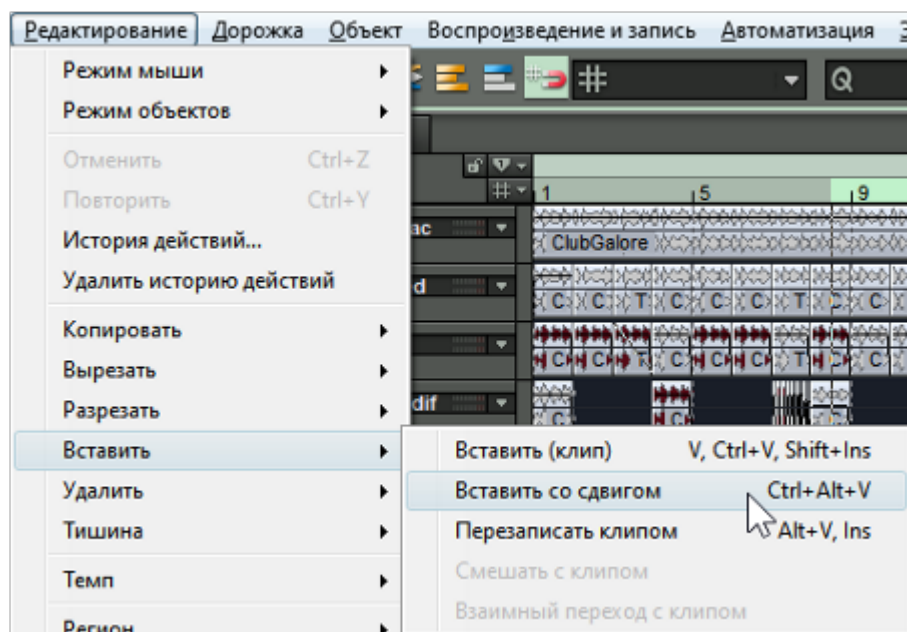 Редактирование Дорожка Объект Воспроизведение и запись Автоматизация
Режим мыши
Режим объектов
Q
Отменить Ctrl+Z
Повторить Ctrl+Y
1 5 9
История действий...
ac
ClubGalore
Удалить историю действий
d
C C T C C C T C C
Копировать
Вырезать
C C T C C C T C C
Разрезать
dif
C C
Вставить
Вставить (клип) V, Ctrl+V, Shift+Ins
Удалить
Вставить со сдвигом Ctrl+Alt+V
Тишина
Перезаписать клипом Alt+V, Ins
Темп
Смешать с клипом
Регион
Взаимный переход с клипом